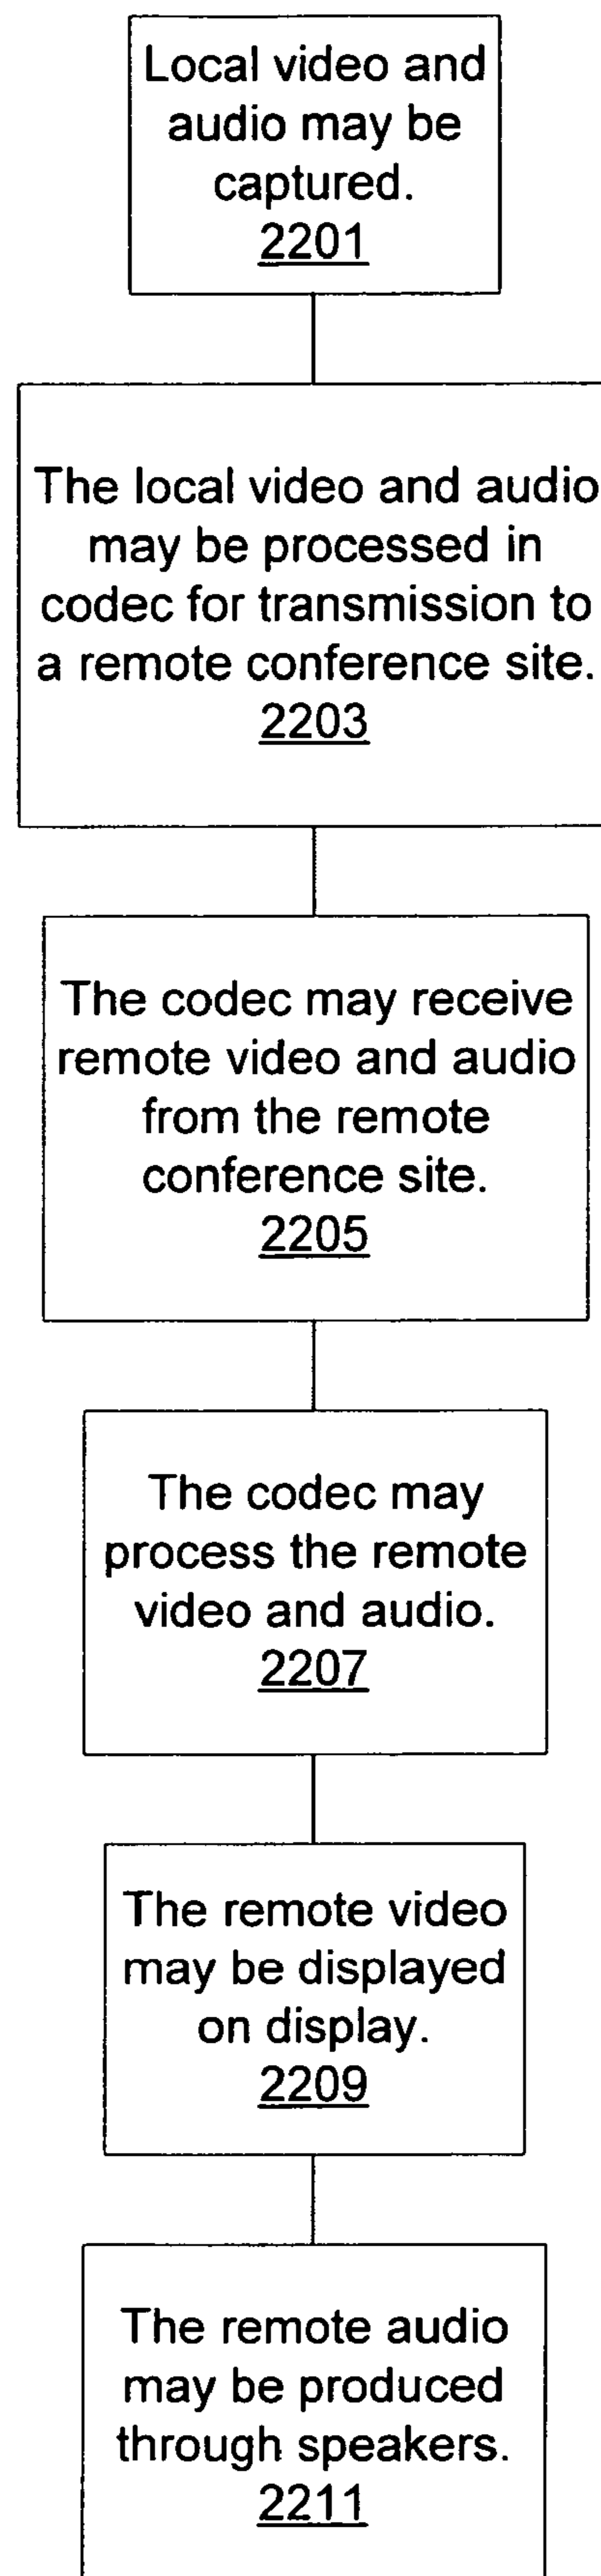 Local video and
audio may be
captured.
2201
The local video and audio
may be processed in
codec for transmission to
a remote conference site.
2203
The codec may receive
remote video and audio
from the remote
conference site.
2205
The codec may
process the remote
video and audio.
2207
The remote video
may be displayed
on display.
2209
The remote audio
may be produced
through speakers.
2211